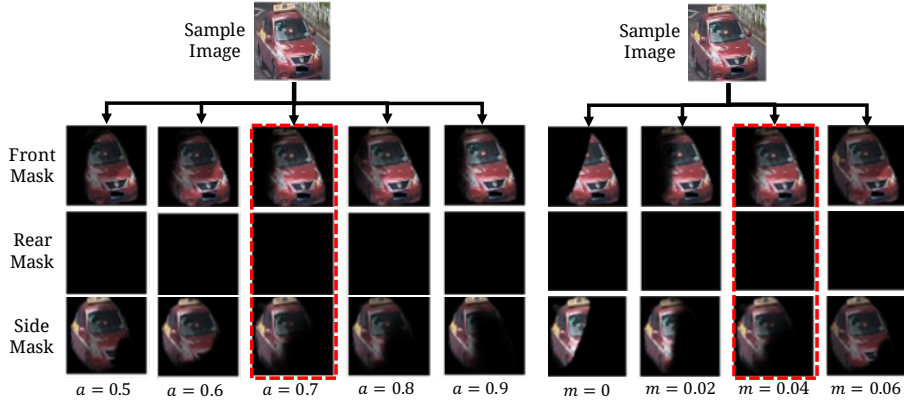 Sample
Image
Sample
Image
Front
Mask
Rear
Mask
Side
Mask
a = 0.5
a = 0.6
a = 0.7
a = 0.8
a = 0.9
m = 0
m = 0.02
m = 0.04
m = 0.06